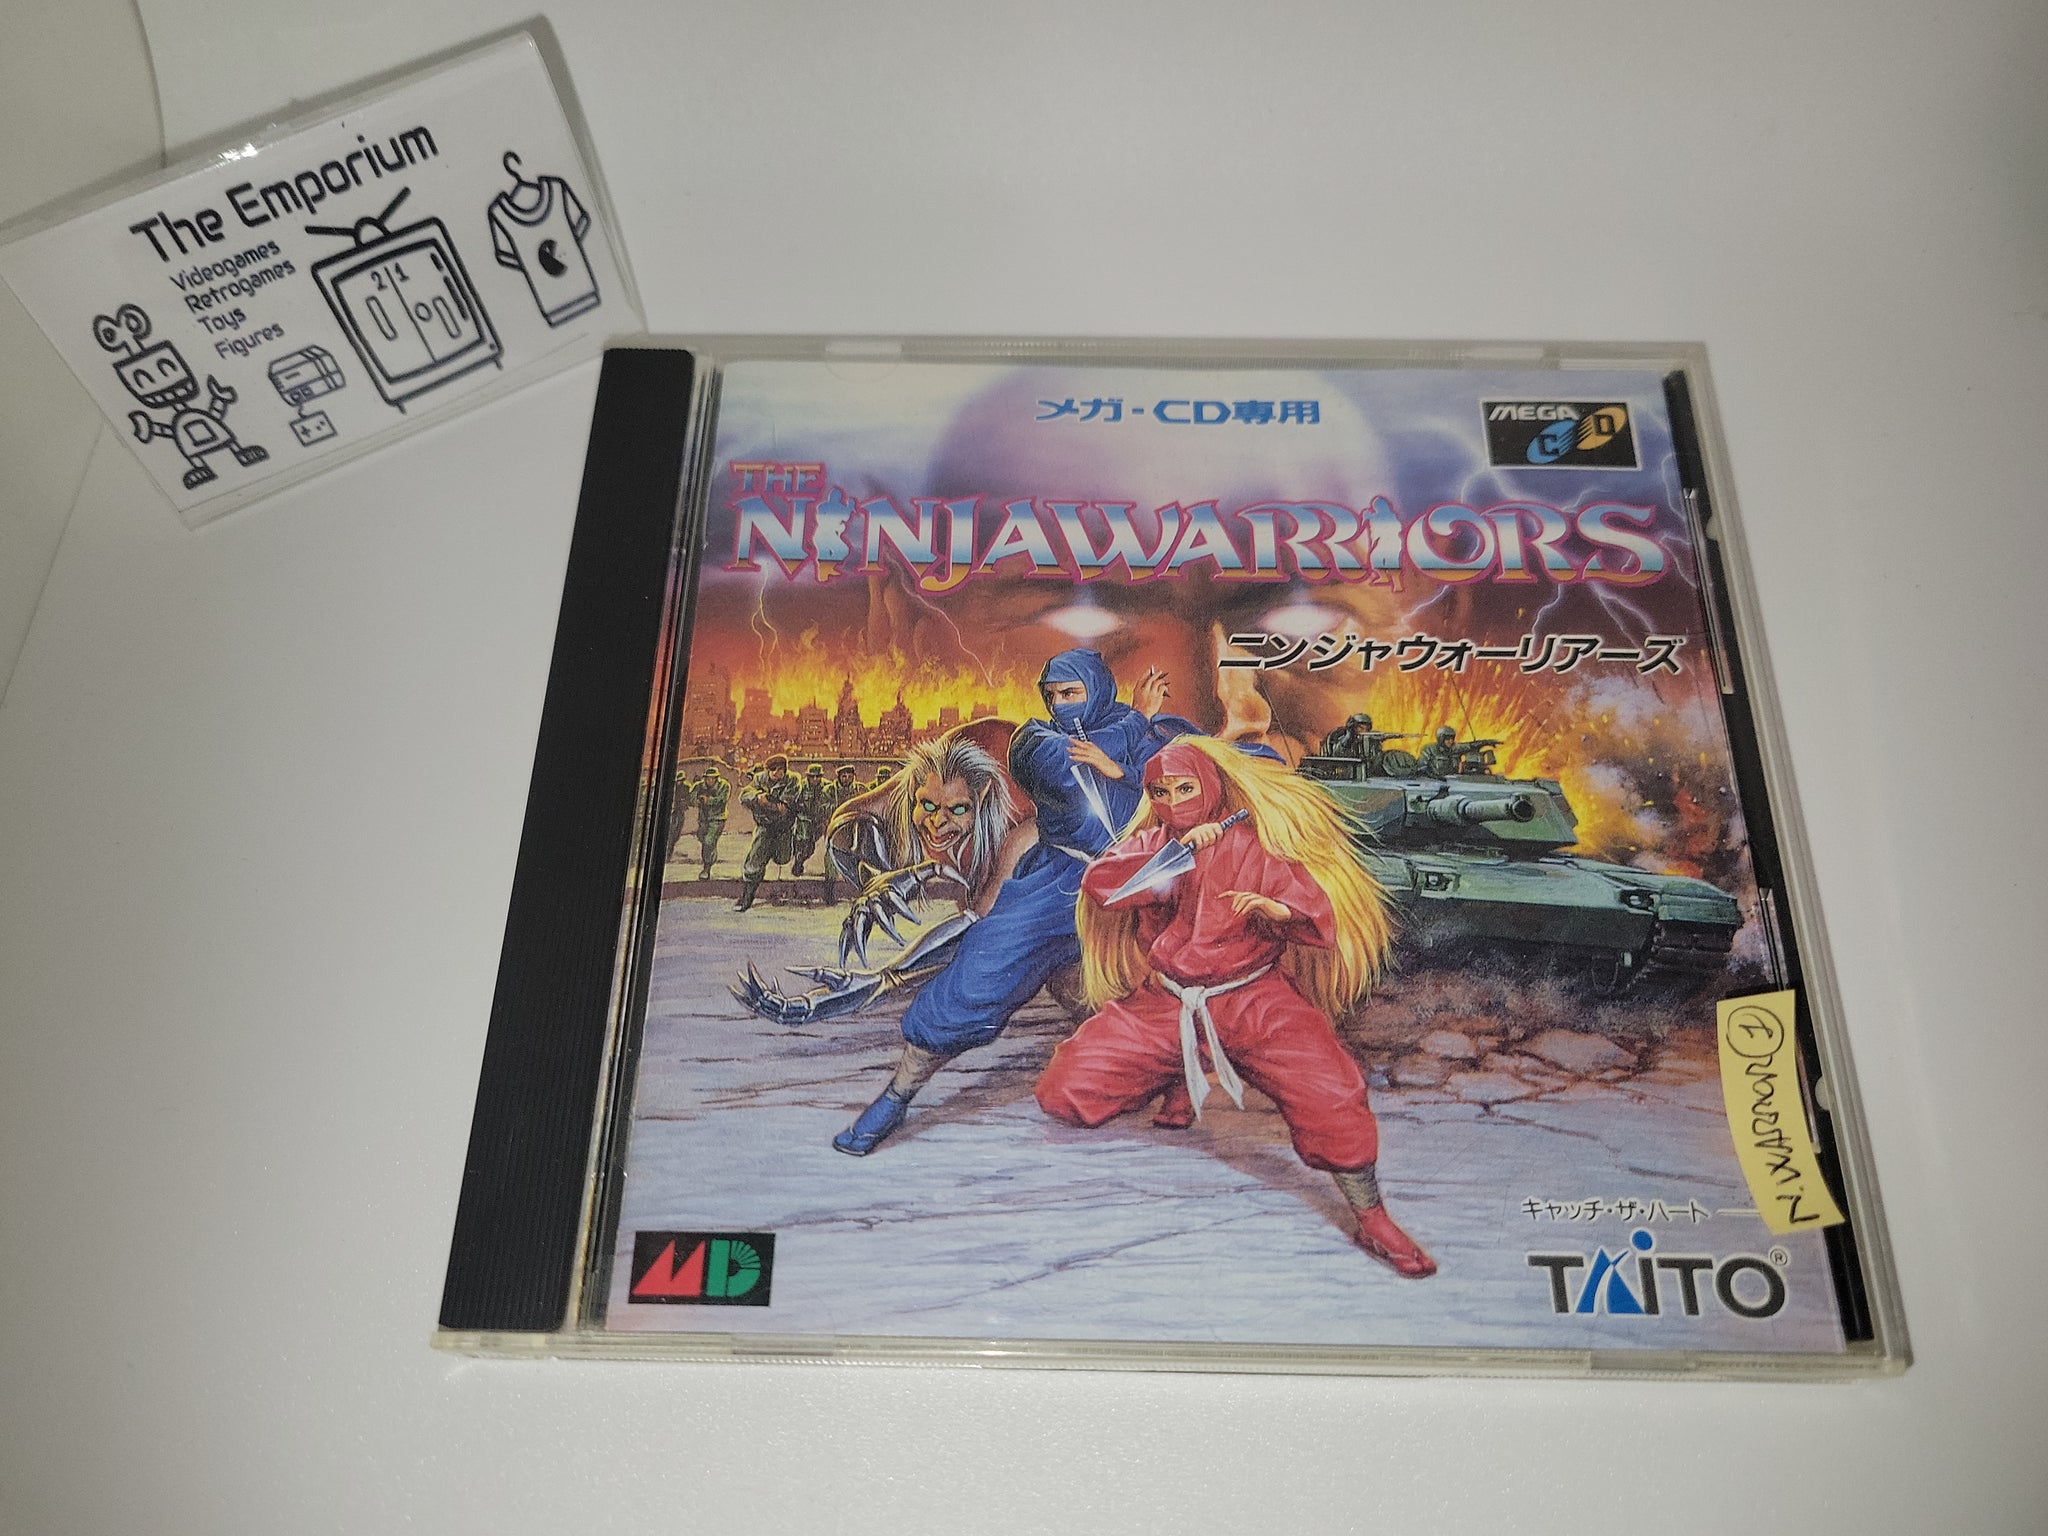 The Emporium
Videogames
Retrogames
Toys
Figures
2 1
メガ-CD専用
MEGA
CD
THE
NINJAWARRIORS
ニンジャウォーリアーズ
MD
キャッチ・ザ・ハート
TAITO®